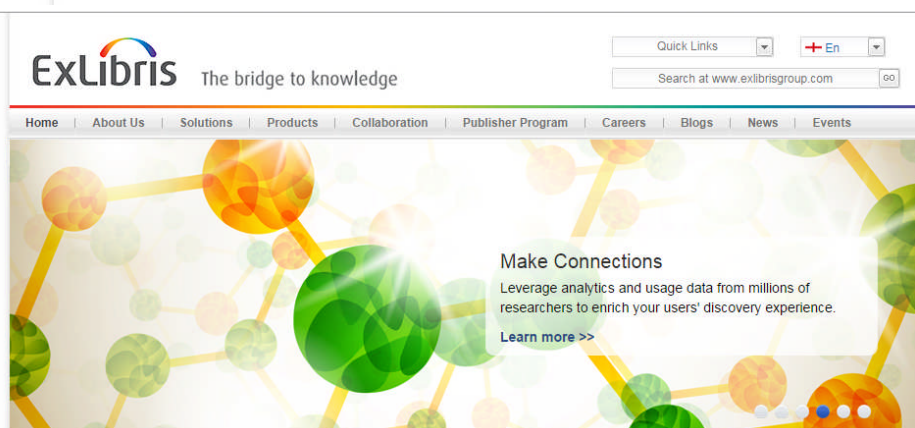 Quick Links
En
ExLibris The bridge to knowledge
Search at www.exlibrisgroup.com GO
Home | About Us | Solutions | Products | Collaboration | Publisher Program | Careers | Blogs | News | Events
Make Connections
Leverage analytics and usage data from millions of
researchers to enrich your users' discovery experience.
Learn more >>